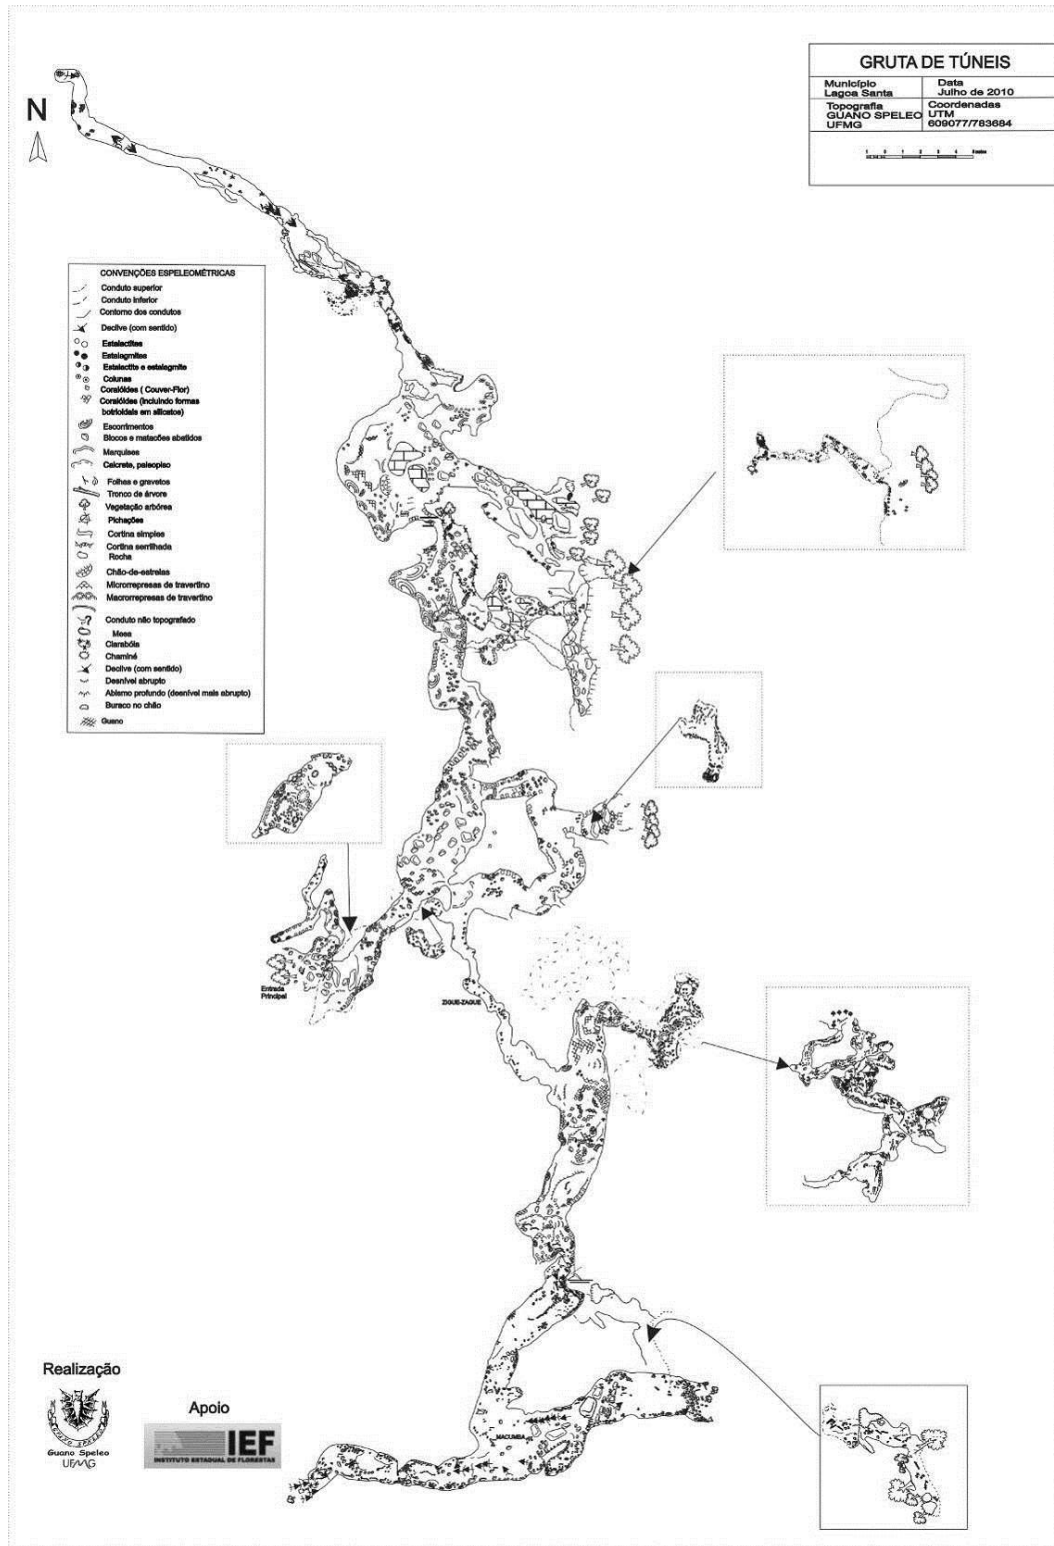 GRUTA DE TÚNEIS
Município
Lagoa Santa
Data
Julho de 2010
Topografia
GUANO SPELEO
UFMG
Coordenadas
UTM
609077/783684
N
CONVENÇÕES ESPELEOMÉTRICAS
Conduto superior
Conduto inferior
Contorno dos condutos
Declive (com sentido)
Estalactites
Estalagmites
Estalactite e estalagmite
Colunas
Coralóides ( Couver-Flor)
Coralóides (incluindo formas
botrioidais em silicatos)
Escorrimentos
Blocos e matacões abatidos
Marquises
Calcrete, paleopiso
Folhas e gravetos
Tronco de árvore
Vegetação arbórea
Pichações
Cortina simples
Cortina serrilhada
Rocha
Chão-de-estrelas
Microrrepresas de travertino
Macrorrepresas de travertino
Conduto não topografado
Mesa
Clarabóia
Chaminé
Declive (com sentido)
Desnível abrupto
Abismo profundo (desnível mais abrupto)
Buraco no chão
Guano
Entrada
Principal
ZIGUE-ZAGUE
MACUMBA
Realização
GUANO SPELEO
Guano Speleo
UFMG
Apoio
IEF
INSTITUTO ESTADUAL DE FLORESTAS